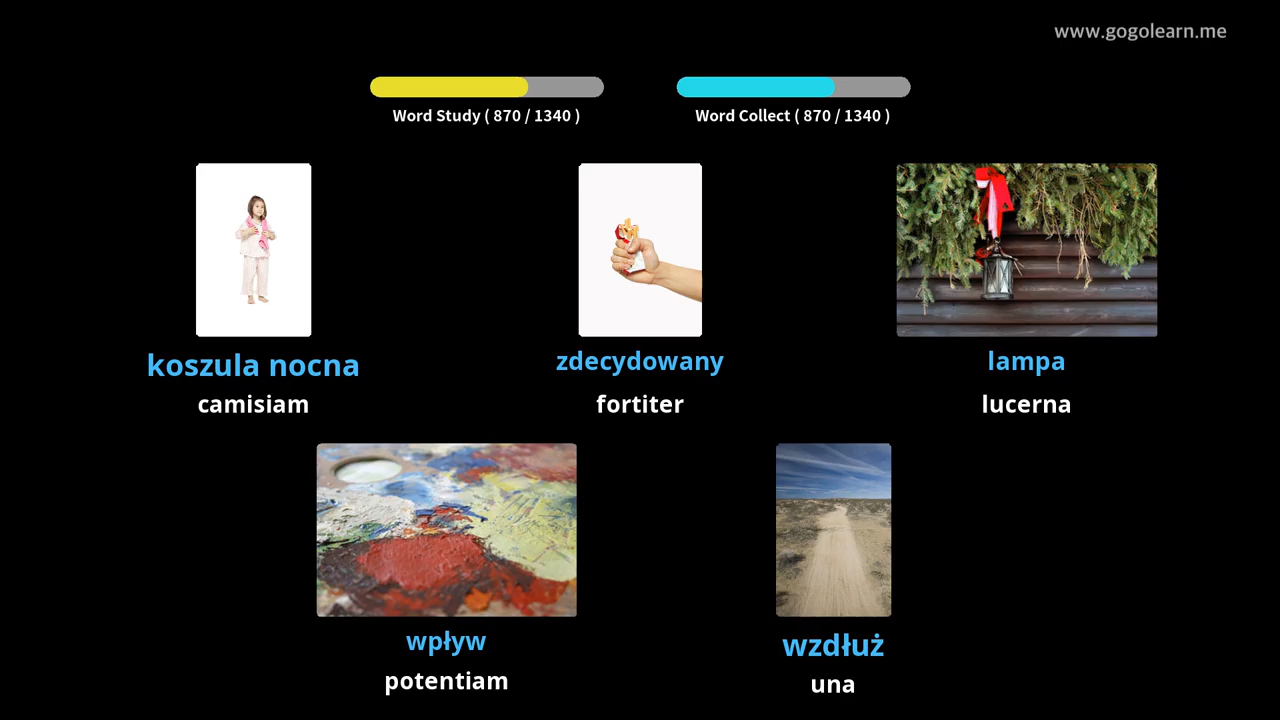 www.gogolearn.me
Word Study ( 870 / 1340 )
Word Collect ( 870 / 1340 )
koszula nocna
camisiam
zdecydowany
fortiter
lampa
lucerna
wpływ
potentiam
wzdłuż
una